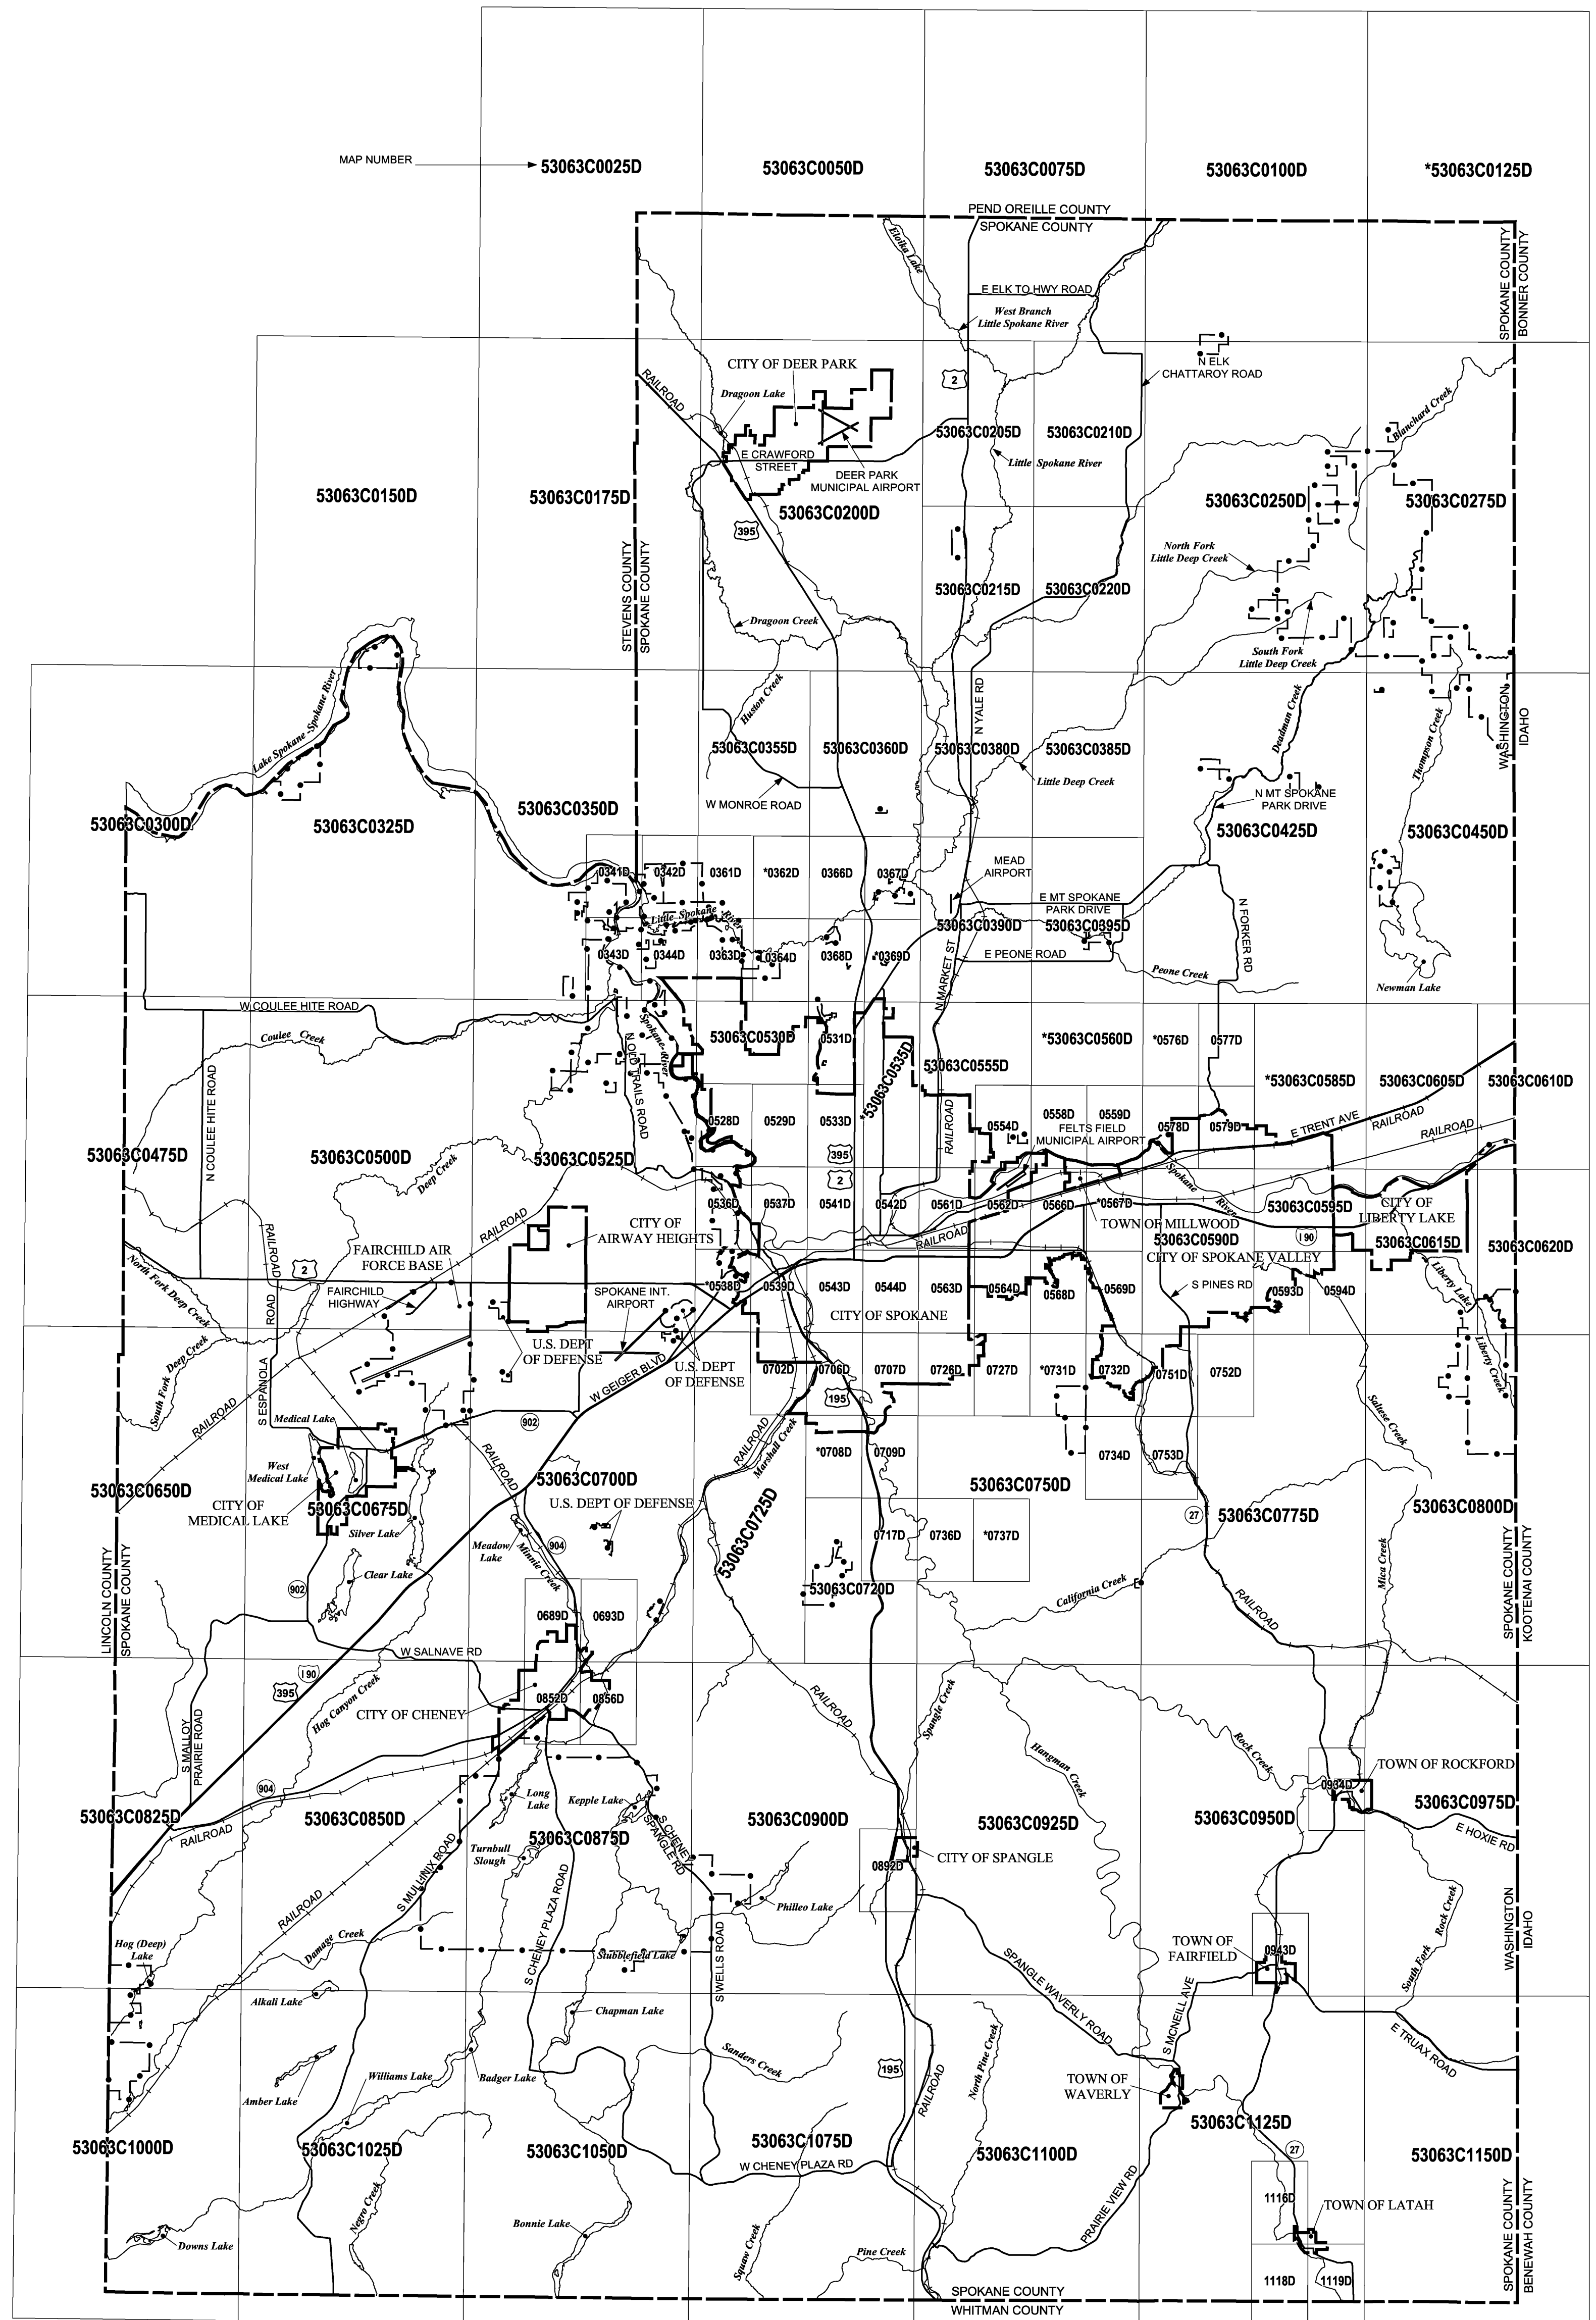 MAP NUMBER
53063C0025D
53063C0050D
53063C0075D
53063C0100D
*53063C0125D
PEND OREILLE COUNTY
SPOKANE COUNTY
SPOKANE COUNTY
BONNER COUNTY
Eloika Lake
E ELK TO HWY ROAD
West Branch
Little Spokane River
N ELK
CHATTAROY ROAD
CITY OF DEER PARK
RAILROAD
Dragoon Lake
2
Blanchard Creek
53063C0205D
53063C0210D
E CRAWFORD
STREET
Little Spokane River
DEER PARK
MUNICIPAL AIRPORT
53063C0150D
53063C0175D
53063C0200D
53063C0250D
53063C0275D
395
North Fork
Little Deep Creek
STEVENS COUNTY
SPOKANE COUNTY
53063C0215D
53063C0220D
Dragoon Creek
South Fork
Little Deep Creek
Lake Spokane -Spokane River
Huston Creek
N YALE RD
Deadman Creek
Thompson Creek
WASHINGTON
IDAHO
53063C0355D
53063C0360D
53063C0380D
53063C0385D
Little Deep Creek
W MONROE ROAD
N MT SPOKANE
PARK DRIVE
53063C0300D
53063C0325D
53063C0350D
53063C0425D
53063C0450D
0341D
0342D
0361D
*0362D
0366D
0367D
MEAD
AIRPORT
E MT SPOKANE
PARK DRIVE
Little Spokane River
53063C0390D
53063C0395D
N FORKER RD
0343D
0344D
0363D
0364D
0368D
*0369D
N MARKET ST
E PEONE ROAD
Peone Creek
Newman Lake
W COULEE HITE ROAD
Coulee Creek
Spokane River
N OLD TRAILS ROAD
53063C0530D
0531D
*53063C0535D
53063C0555D
*53063C0560D
*0576D
0577D
*53063C0585D
53063C0605D
53063C0610D
N COULEE HITE ROAD
0528D
0529D
0533D
RAILROAD
0554D
0558D
0559D
FELTS FIELD
MUNICIPAL AIRPORT
0578D
0579D
E TRENT AVE
RAILROAD
RAILROAD
53063C0475D
53063C0500D
53063C0525D
Deep Creek
395
2
Spokane River
0536D
0537D
0541D
0542D
0561D
0562D
0566D
*0567D
53063C0595D
CITY OF
LIBERTY LAKE
TOWN OF MILLWOOD
53063C0590D
I 90
53063C0615D
53063C0620D
RAILROAD
RAILROAD
CITY OF
AIRWAY HEIGHTS
RAILROAD
CITY OF SPOKANE VALLEY
FAIRCHILD AIR
FORCE BASE
North Fork Deep Creek
2
FAIRCHILD
HIGHWAY
SPOKANE INT.
AIRPORT
*0538D
0539D
0543D
0544D
0563D
0564D
0568D
0569D
S PINES RD
0593D
0594D
Liberty Lake
CITY OF SPOKANE
ROAD
South Fork Deep Creek
U.S. DEPT
OF DEFENSE
U.S. DEPT
OF DEFENSE
W GEIGER BLVD
0702D
0706D
0707D
0726D
0727D
*0731D
0732D
0751D
0752D
Liberty Creek
195
S ESPANOLA
RAILROAD
Medical Lake
902
Saltese Creek
RAILROAD
Marshall Creek
*0708D
0709D
0734D
0753D
West
Medical Lake
RAILROAD
53063C0650D
CITY OF
MEDICAL LAKE
53063C0675D
53063C0700D
53063C0725D
53063C0750D
53063C0775D
53063C0800D
U.S. DEPT OF DEFENSE
27
Silver Lake
Meadow
Lake
Minnie Creek
904
0717D
0736D
*0737D
LINCOLN COUNTY
SPOKANE COUNTY
Clear Lake
902
53063C0720D
California Creek
Mica Creek
SPOKANE COUNTY
KOOTENAI COUNTY
0689D
0693D
RAILROAD
W SALNAVE RD
I 90
395
Hog Canyon Creek
0852D
0856D
CITY OF CHENEY
RAILROAD
Spangle Creek
S MALLOY
PRAIRIE ROAD
Hangman Creek
Rock Creek
TOWN OF ROCKFORD
904
Long
Lake
Kepple Lake
0934D
53063C0825D
53063C0850D
53063C0875D
53063C0900D
53063C0925D
53063C0950D
53063C0975D
RAILROAD
S CHENEY
SPANGLE RD
E HOXIE RD
S MULLINIX ROAD
Turnbull
Slough
0892D
CITY OF SPANGLE
S CHENEY PLAZA ROAD
RAILROAD
Philleo Lake
South Fork Rock Creek
WASHINGTON
IDAHO
Damage Creek
Hog (Deep)
Lake
Stubblefield Lake
S WELLS ROAD
SPANGLE WAVERLY ROAD
TOWN OF
FAIRFIELD
0943D
Alkali Lake
Chapman Lake
S MCNEILL AVE
E TRUAX ROAD
Sanders Creek
North Pine Creek
195
RAILROAD
Amber Lake
Williams Lake
Badger Lake
TOWN OF
WAVERLY
53063C1000D
53063C1025D
53063C1050D
53063C1075D
53063C1100D
53063C1125D
53063C1150D
27
W CHENEY PLAZA RD
PRAIRIE VIEW RD
1116D
TOWN OF LATAH
Negro Creek
Downs Lake
Bonnie Lake
Squaw Creek
Pine Creek
1118D
1119D
SPOKANE COUNTY
BENEWAH COUNTY
SPOKANE COUNTY
WHITMAN COUNTY